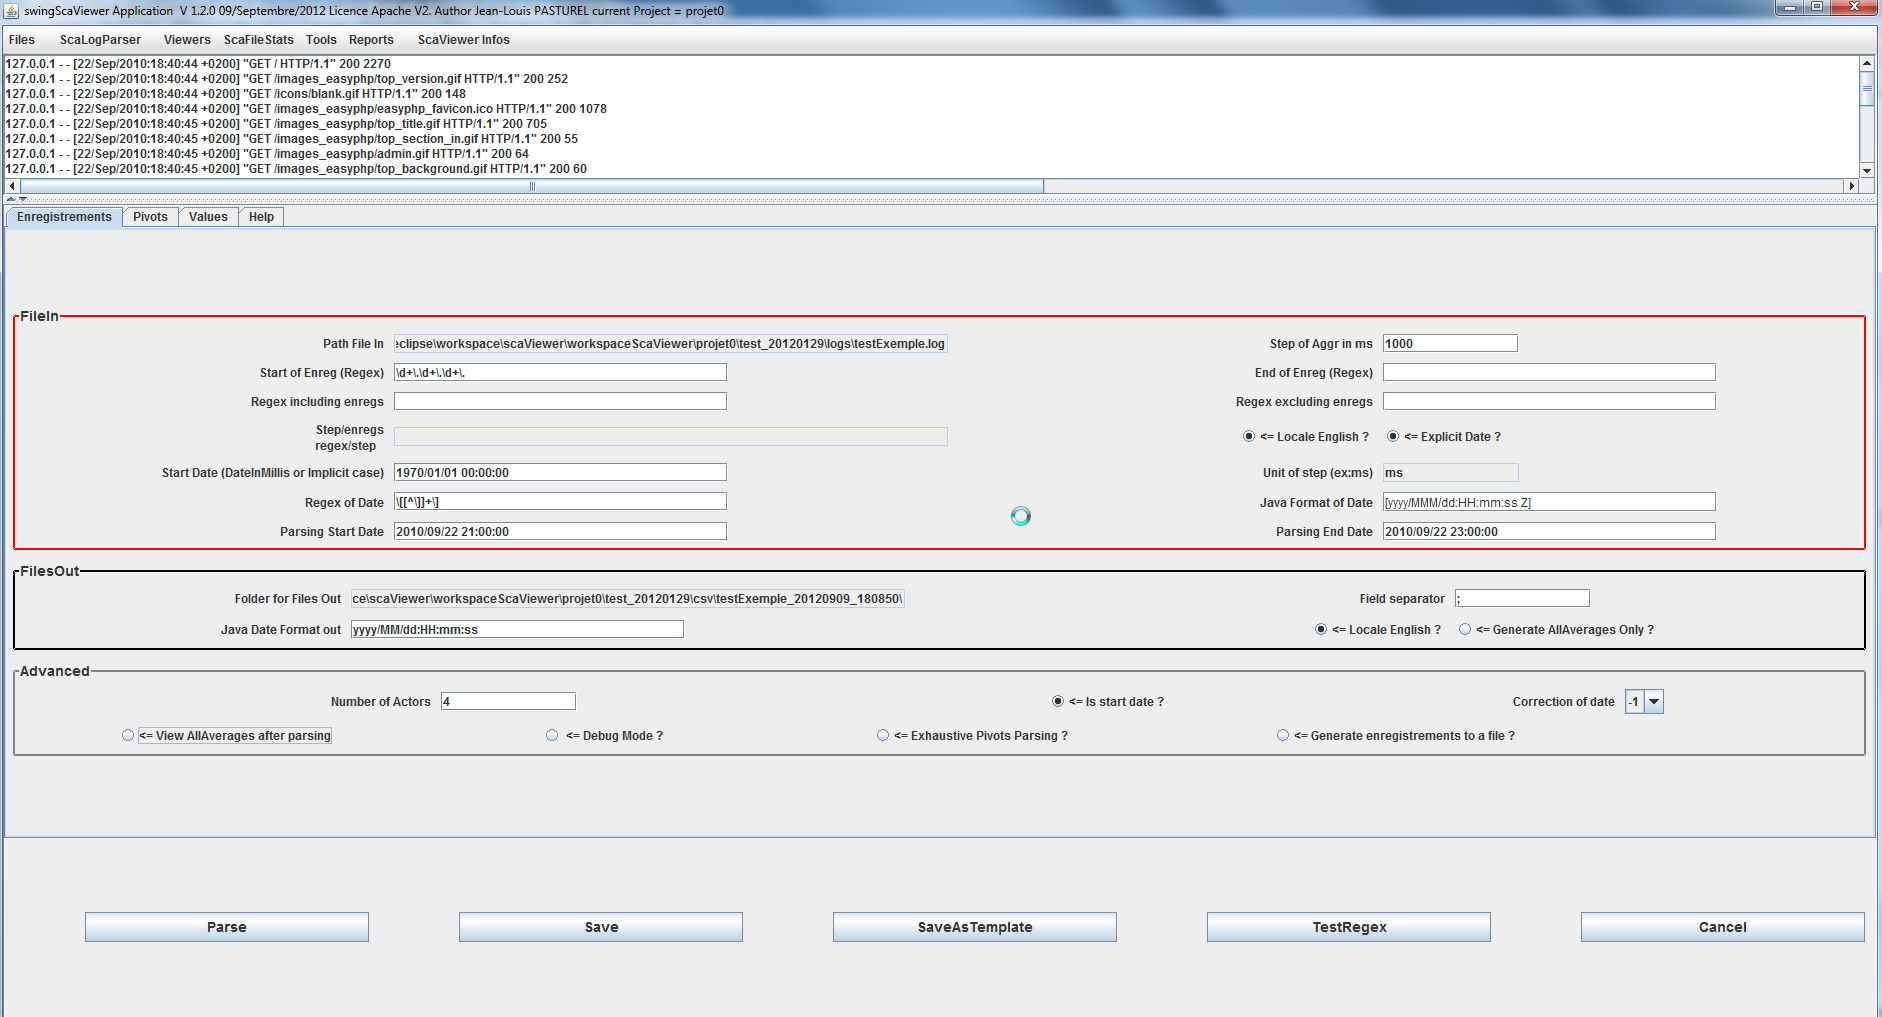 swingScaViewer Application  V 1.2.0 09/Septembre/2012 Licence Apache V2. Author Jean-Louis PASTUREL current Project = projet0
Files ScaLogParser Viewers ScaFileStats Tools Reports ScaViewer Infos
127.0.0.1 - - [22/Sep/2010:18:40:44 +0200] "GET / HTTP/1.1" 200 2270
127.0.0.1 - - [22/Sep/2010:18:40:44 +0200] "GET /images_easyphp/top_version.gif HTTP/1.1" 200 252
127.0.0.1 - - [22/Sep/2010:18:40:44 +0200] "GET /icons/blank.gif HTTP/1.1" 200 148
127.0.0.1 - - [22/Sep/2010:18:40:44 +0200] "GET /images_easyphp/easyphp_favicon.ico HTTP/1.1" 200 1078
127.0.0.1 - - [22/Sep/2010:18:40:45 +0200] "GET /images_easyphp/top_title.gif HTTP/1.1" 200 705
127.0.0.1 - - [22/Sep/2010:18:40:45 +0200] "GET /images_easyphp/top_section_in.gif HTTP/1.1" 200 55
127.0.0.1 - - [22/Sep/2010:18:40:45 +0200] "GET /images_easyphp/admin.gif HTTP/1.1" 200 64
127.0.0.1 - - [22/Sep/2010:18:40:45 +0200] "GET /images_easyphp/top_background.gif HTTP/1.1" 200 60
Enregistrements Pivots Values Help
FileIn
Path File In eclipse\workspace\scaViewer\workspaceScaViewer\projet0\test_20120129\logs\testExemple.log Step of Aggr in ms 1000
Start of Enreg (Regex) \d+\.\d+\.\d+\. End of Enreg (Regex)
Regex including enregs Regex excluding enregs
Step/enregs
regex/step <= Locale English ? <= Explicit Date ?
Start Date (DateInMillis or Implicit case) 1970/01/01 00:00:00 Unit of step (ex:ms) ms
Regex of Date \[[^\]]+\] Java Format of Date [yyyy/MMM/dd:HH:mm:ss Z]
Parsing Start Date 2010/09/22 21:00:00 Parsing End Date 2010/09/22 23:00:00
FilesOut
Folder for Files Out ce\scaViewer\workspaceScaViewer\projet0\test_20120129\csv\testExemple_20120909_180850\ Field separator ;
Java Date Format out yyyy/MM/dd:HH:mm:ss <= Locale English ? <= Generate AllAverages Only ?
Advanced
Number of Actors 4 <= Is start date ? Correction of date -1
<= View AllAverages after parsing <= Debug Mode ? <= Exhaustive Pivots Parsing ? <= Generate enregistrements to a file ?
Parse Save SaveAsTemplate TestRegex Cancel